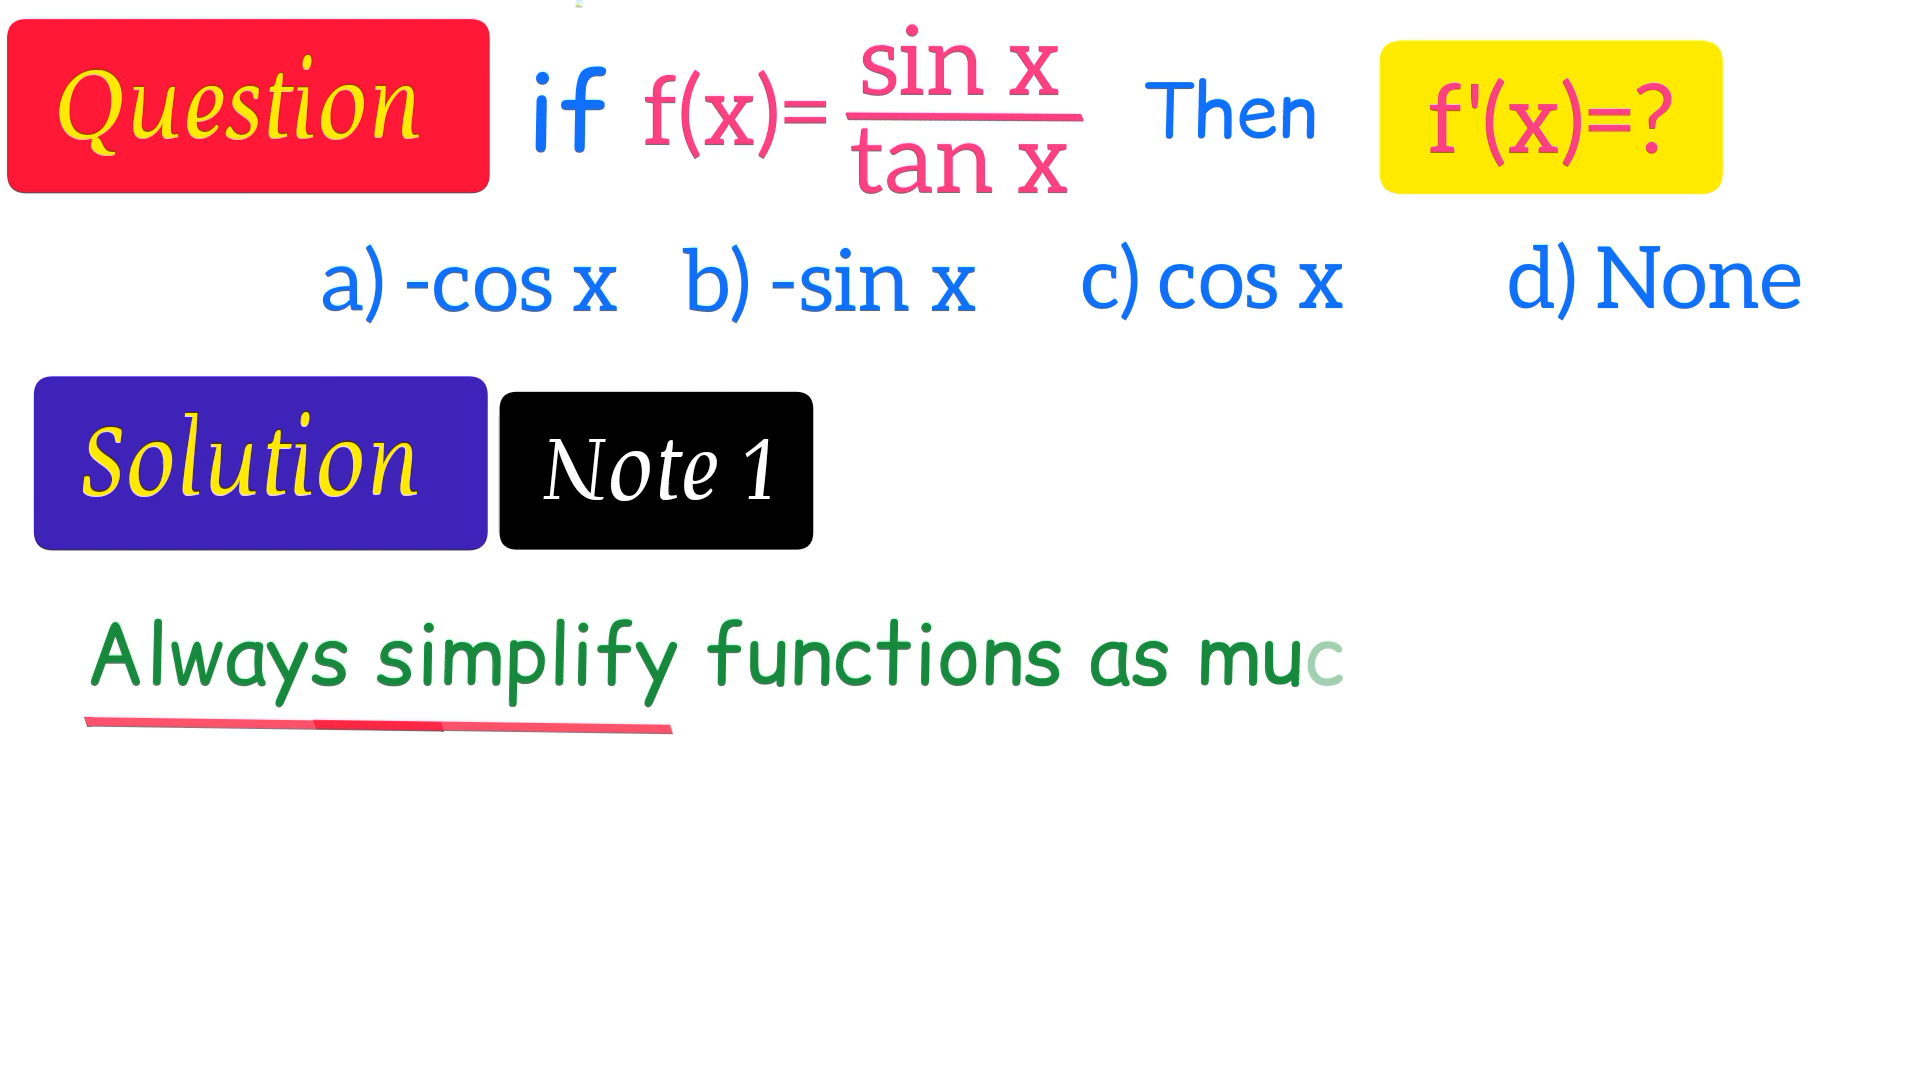 Question if f(x)= sin x / tan x Then f'(x)=?
a) -cos x b) -sin x c) cos x d) None
Solution Note 1
Always simplify functions as muc